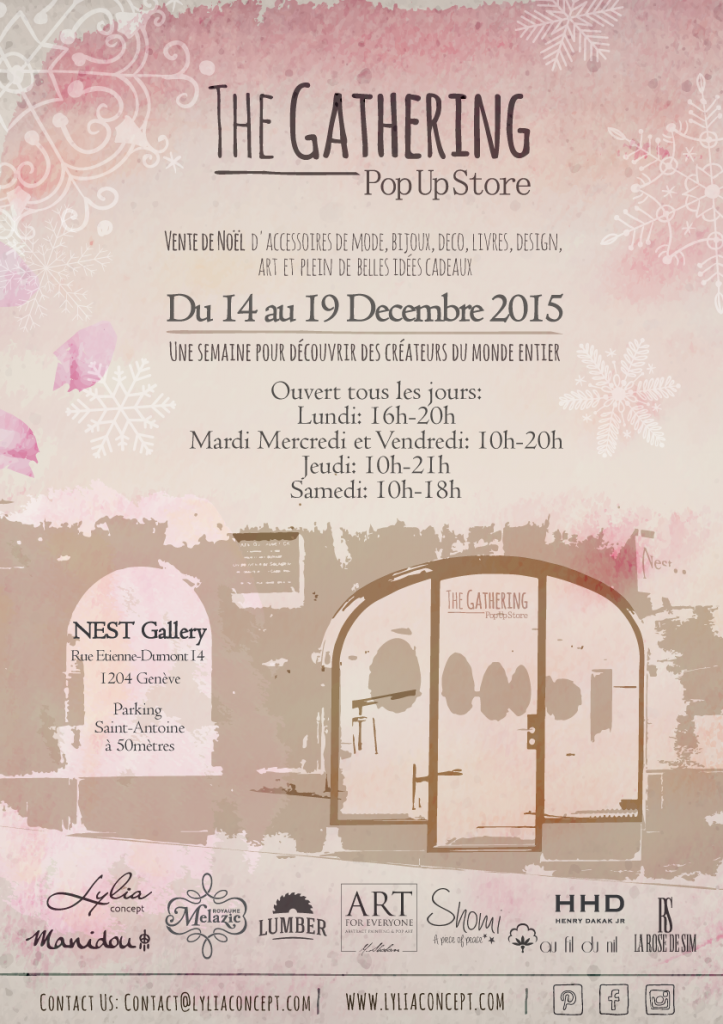 THE GATHERING
Pop Up Store
VENTE DE NOËL D'ACCESSOIRES DE MODE, BIJOUX, DECO, LIVRES, DESIGN,
ART ET PLEIN DE BELLES IDÉES CADEAUX
Du 14 au 19 Decembre 2015
UNE SEMAINE POUR DÉCOUVRIR DES CRÉATEURS DU MONDE ENTIER
Ouvert tous les jours:
Lundi: 16h-20h
Mardi Mercredi et Vendredi: 10h-20h
Jeudi: 10h-21h
Samedi: 10h-18h
THE GATHERING
Pop Up Store
NEST Gallery
Rue Etienne-Dumont 14
1204 Genève
Parking
Saint-Antoine
à 50mètres
Lylia
concept
Manidou
ROYAUME
Melazic
LUMBER
ART
FOR EVERYONE
ABSTRACT PAINTING & POP ART
Shomi
A piece of peace
HHD
HENRY DAKAK JR
au fil du nil
RS
LA ROSE DE SIM
CONTACT US: CONTACT@LYLIACONCEPT.COM | WWW.LYLIACONCEPT.COM |